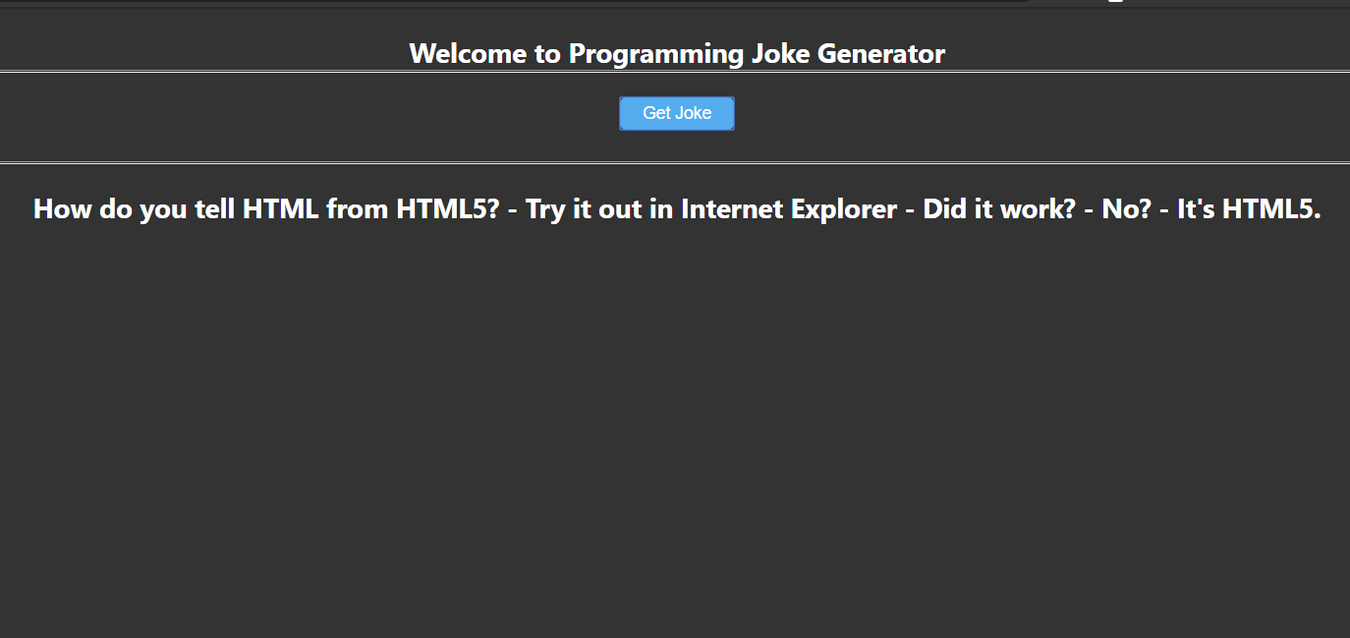 Welcome to Programming Joke Generator
Get Joke
How do you tell HTML from HTML5? - Try it out in Internet Explorer - Did it work? - No? - It's HTML5.